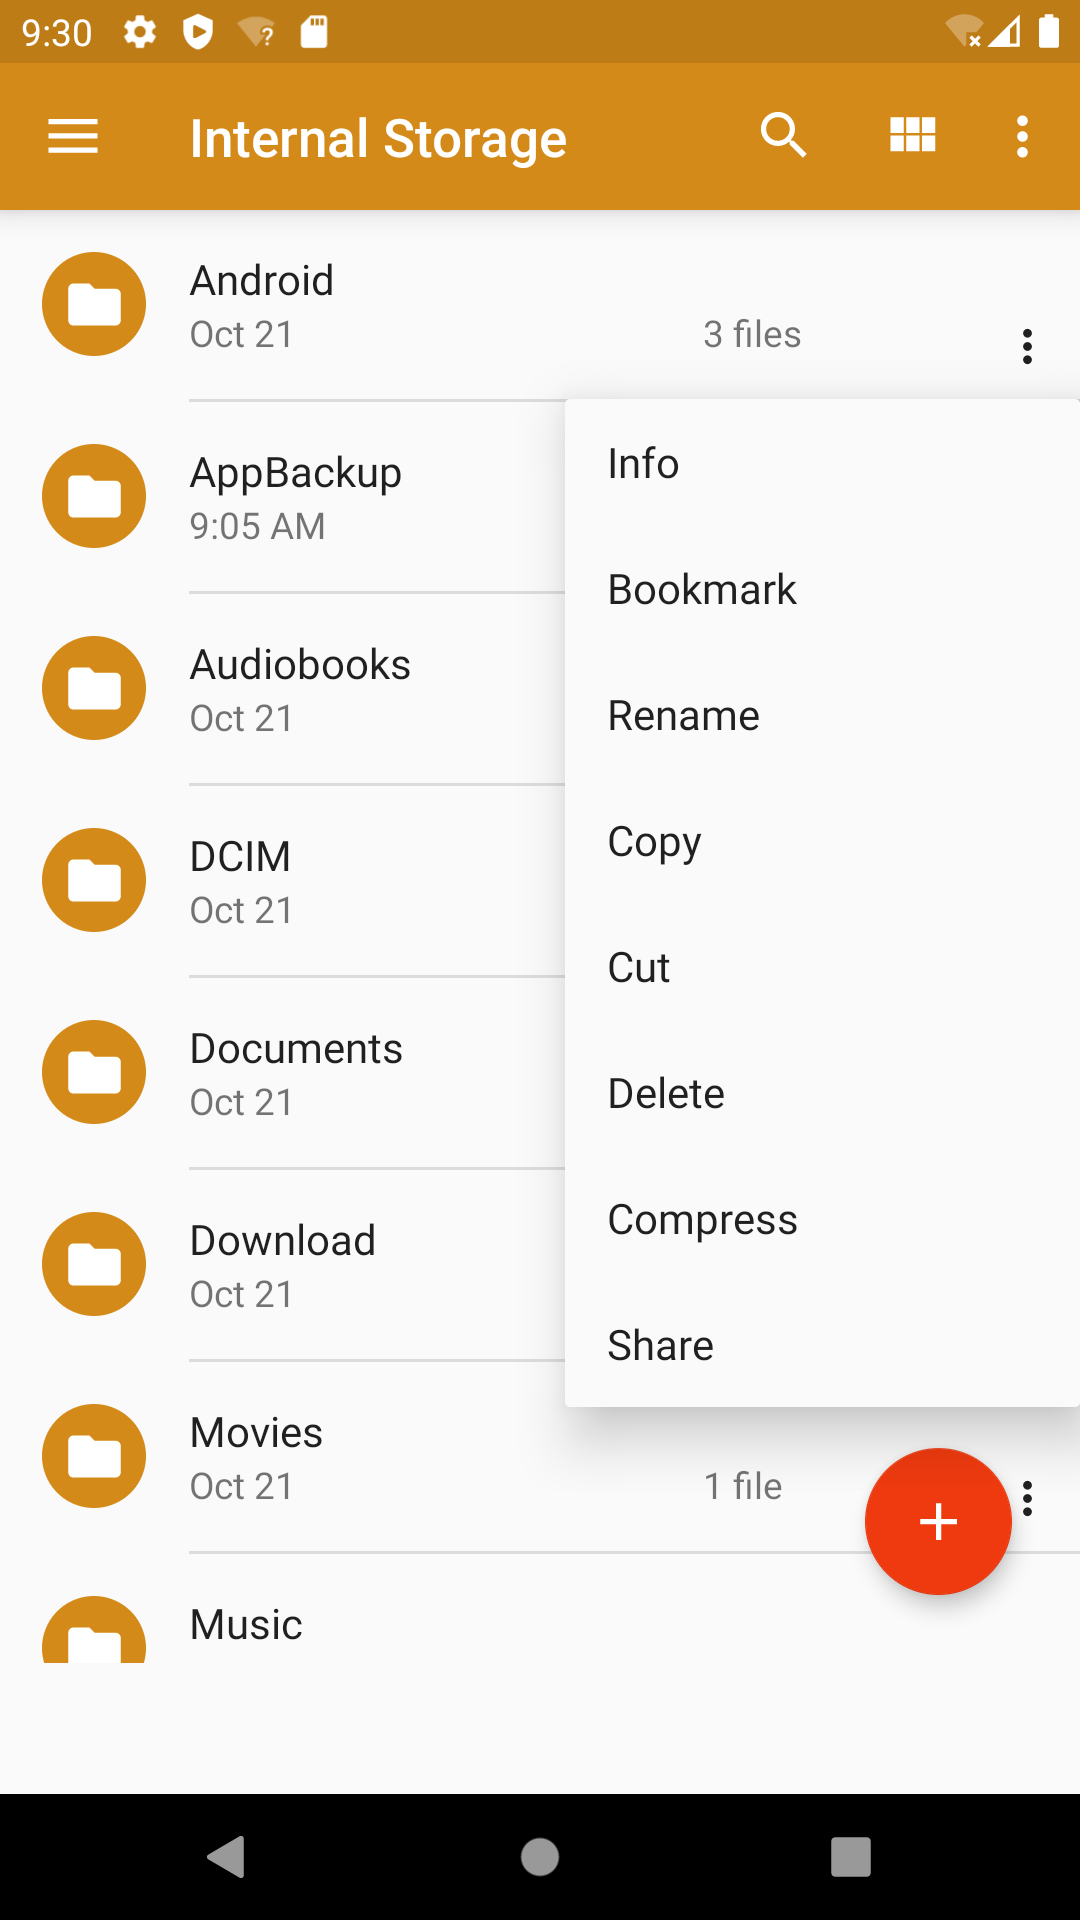 9:30
Internal Storage
Android
Oct 21
3 files
AppBackup
9:05 AM
Audiobooks
Oct 21
DCIM
Oct 21
Documents
Oct 21
Download
Oct 21
Movies
Oct 21
1 file
Music
Info
Bookmark
Rename
Copy
Cut
Delete
Compress
Share